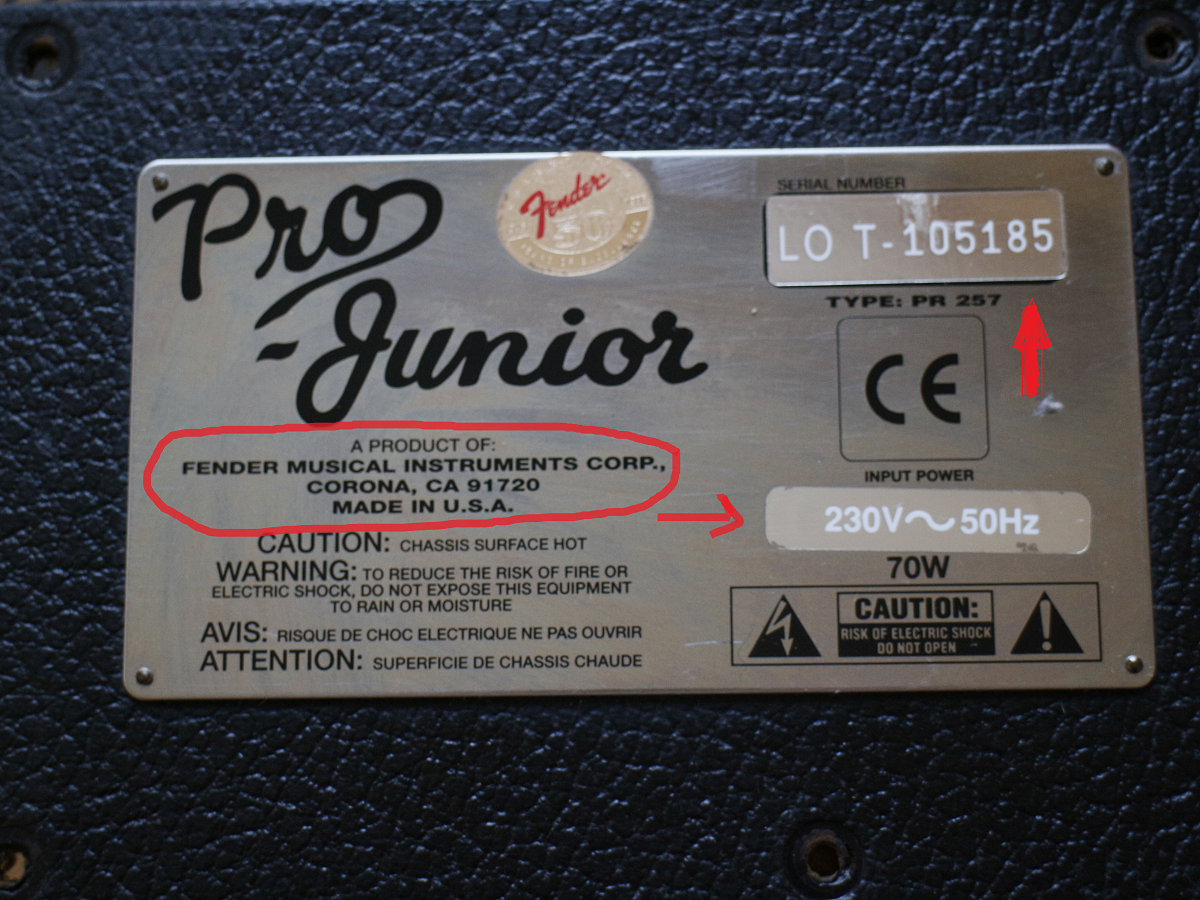 Pro
Junior
Fender
50
SERIAL NUMBER
LO T-105185
TYPE: PR 257
CE
A PRODUCT OF:
FENDER MUSICAL INSTRUMENTS CORP.,
CORONA, CA 91720
MADE IN U.S.A.
INPUT POWER
230V~50Hz
70W
CAUTION: CHASSIS SURFACE HOT
WARNING: TO REDUCE THE RISK OF FIRE OR
ELECTRIC SHOCK, DO NOT EXPOSE THIS EQUIPMENT
TO RAIN OR MOISTURE
AVIS: RISQUE DE CHOC ELECTRIQUE NE PAS OUVRIR
ATTENTION: SUPERFICIE DE CHASSIS CHAUDE
CAUTION:
RISK OF ELECTRIC SHOCK
DO NOT OPEN